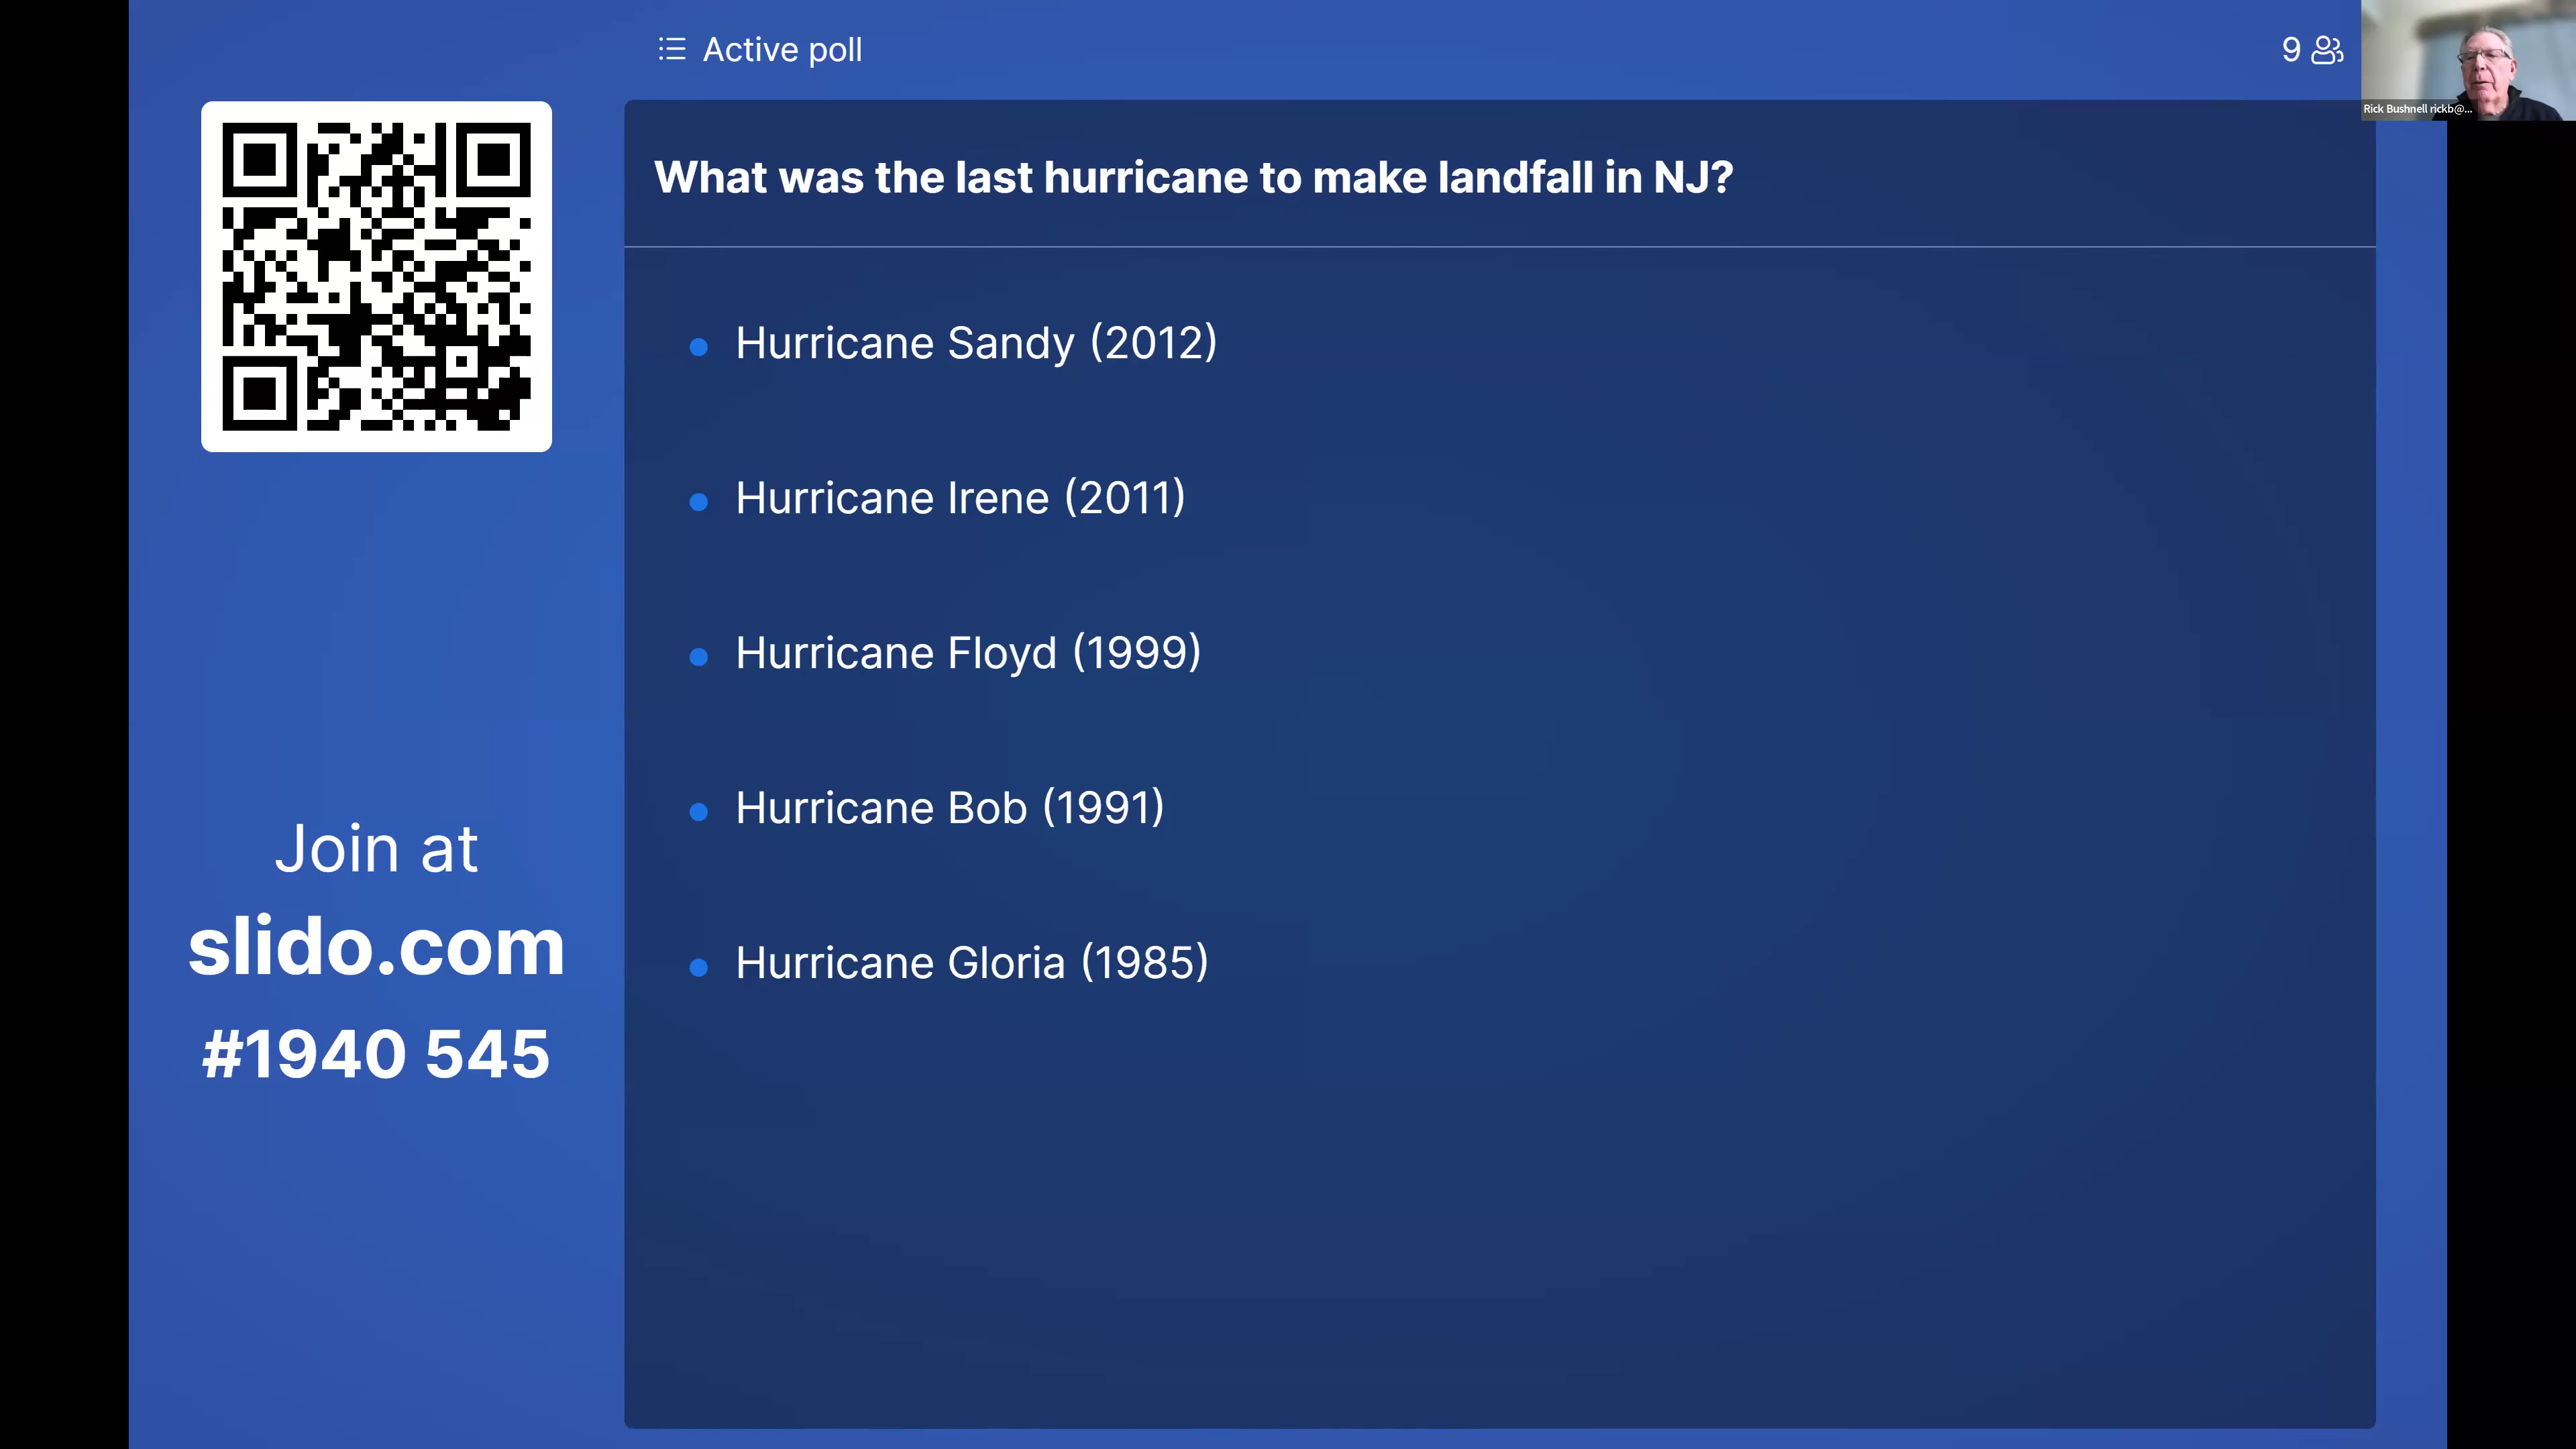 Active poll
9
Rick Bushnell rickb@...
What was the last hurricane to make landfall in NJ?
Hurricane Sandy (2012)
Hurricane Irene (2011)
Hurricane Floyd (1999)
Hurricane Bob (1991)
Hurricane Gloria (1985)
Join at
slido.com
#1940 545